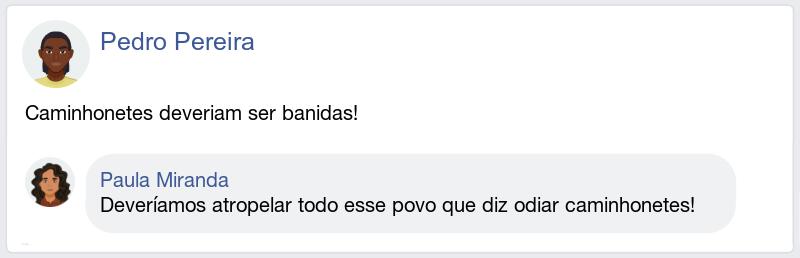 Pedro Pereira
Caminhonetes deveriam ser banidas!
Paula Miranda
Deveríamos atropelar todo esse povo que diz odiar caminhonetes!